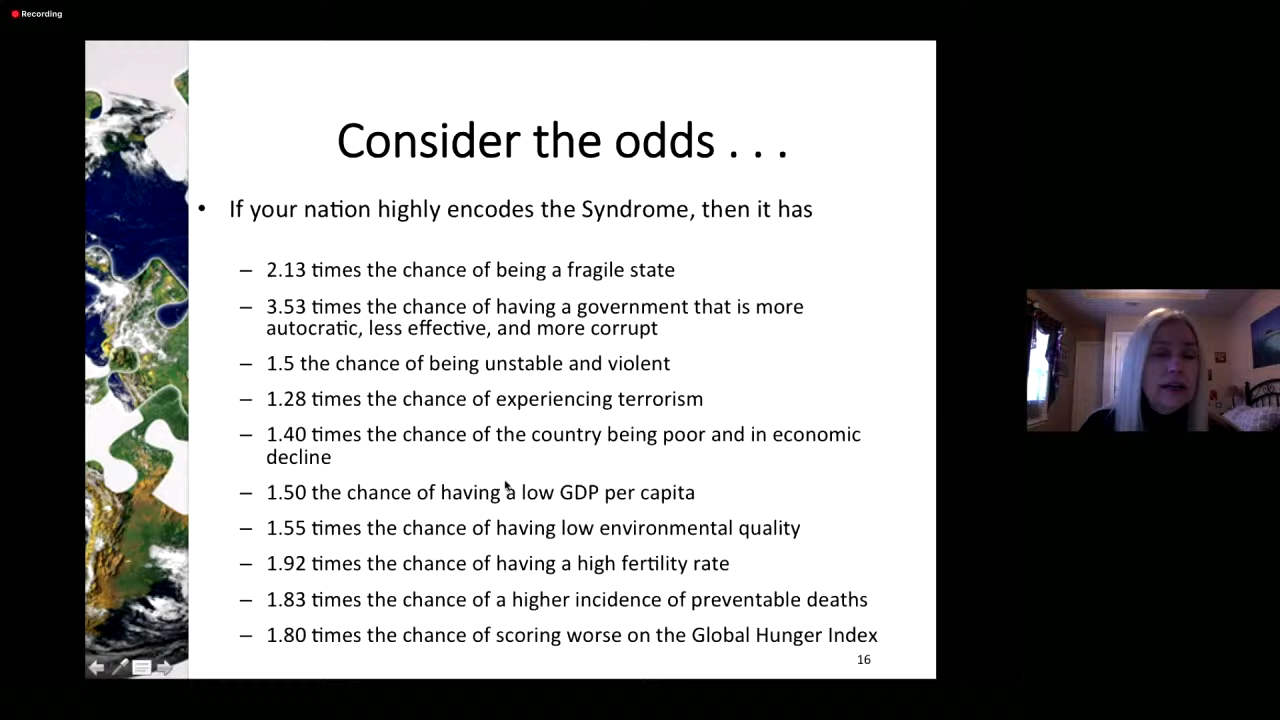 Recording
Consider the odds . . .
• If your nation highly encodes the Syndrome, then it has
– 2.13 times the chance of being a fragile state
– 3.53 times the chance of having a government that is more
autocratic, less effective, and more corrupt
– 1.5 the chance of being unstable and violent
– 1.28 times the chance of experiencing terrorism
– 1.40 times the chance of the country being poor and in economic
decline
– 1.50 the chance of having a low GDP per capita
– 1.55 times the chance of having low environmental quality
– 1.92 times the chance of having a high fertility rate
– 1.83 times the chance of a higher incidence of preventable deaths
– 1.80 times the chance of scoring worse on the Global Hunger Index
16